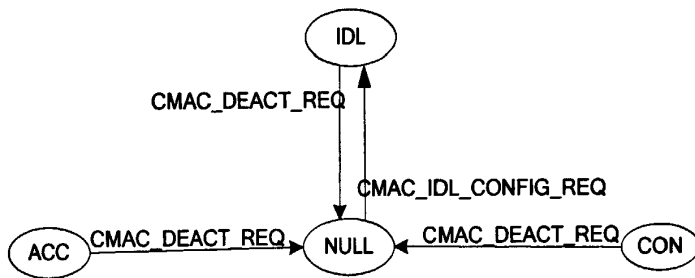 IDL
CMAC_DEACT_REQ
CMAC_IDL_CONFIG_REQ
ACC CMAC_DEACT_REQ NULL CMAC_DEACT_REQ CON